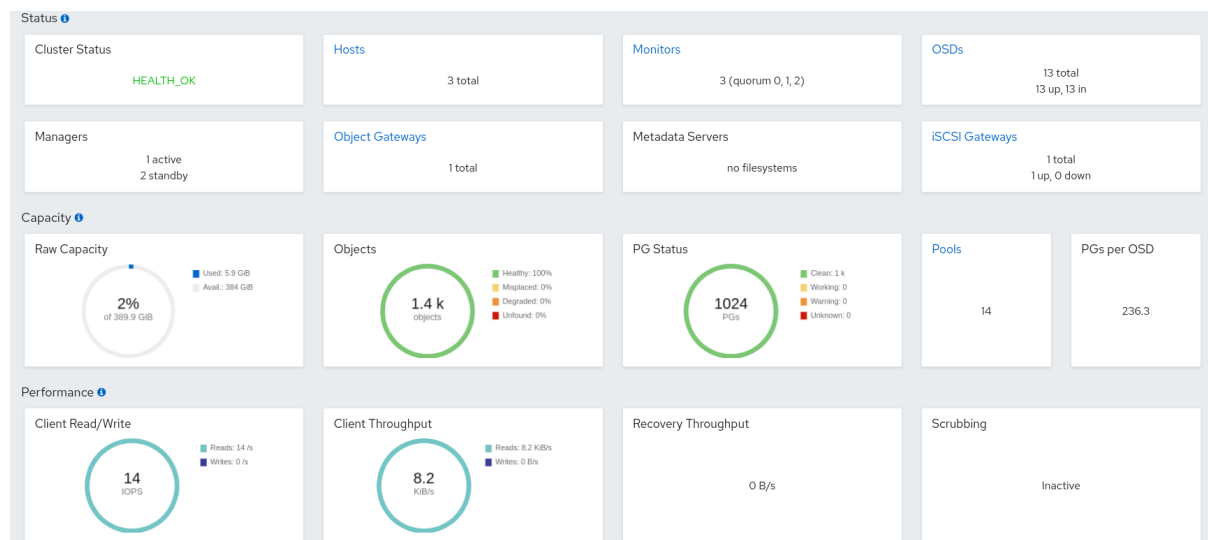 Status
Cluster Status
HEALTH_OK
Hosts
3 total
Monitors
3 (quorum 0, 1, 2)
OSDs
13 total
13 up, 13 in
Managers
1 active
2 standby
Object Gateways
1 total
Metadata Servers
no filesystems
iSCSI Gateways
1 total
1 up, 0 down
Capacity
Raw Capacity
2%
of 389.9 GiB
Used: 5.9 GiB
Avail.: 384 GiB
Objects
1.4 k
objects
Healthy: 100%
Misplaced: 0%
Degraded: 0%
Unfound: 0%
PG Status
1024
PGs
Clean: 1 k
Working: 0
Warning: 0
Unknown: 0
Pools
14
PGs per OSD
236.3
Performance
Client Read/Write
14
IOPS
Reads: 14 /s
Writes: 0 /s
Client Throughput
8.2
KiB/s
Reads: 8.2 KiB/s
Writes: 0 B/s
Recovery Throughput
0 B/s
Scrubbing
Inactive